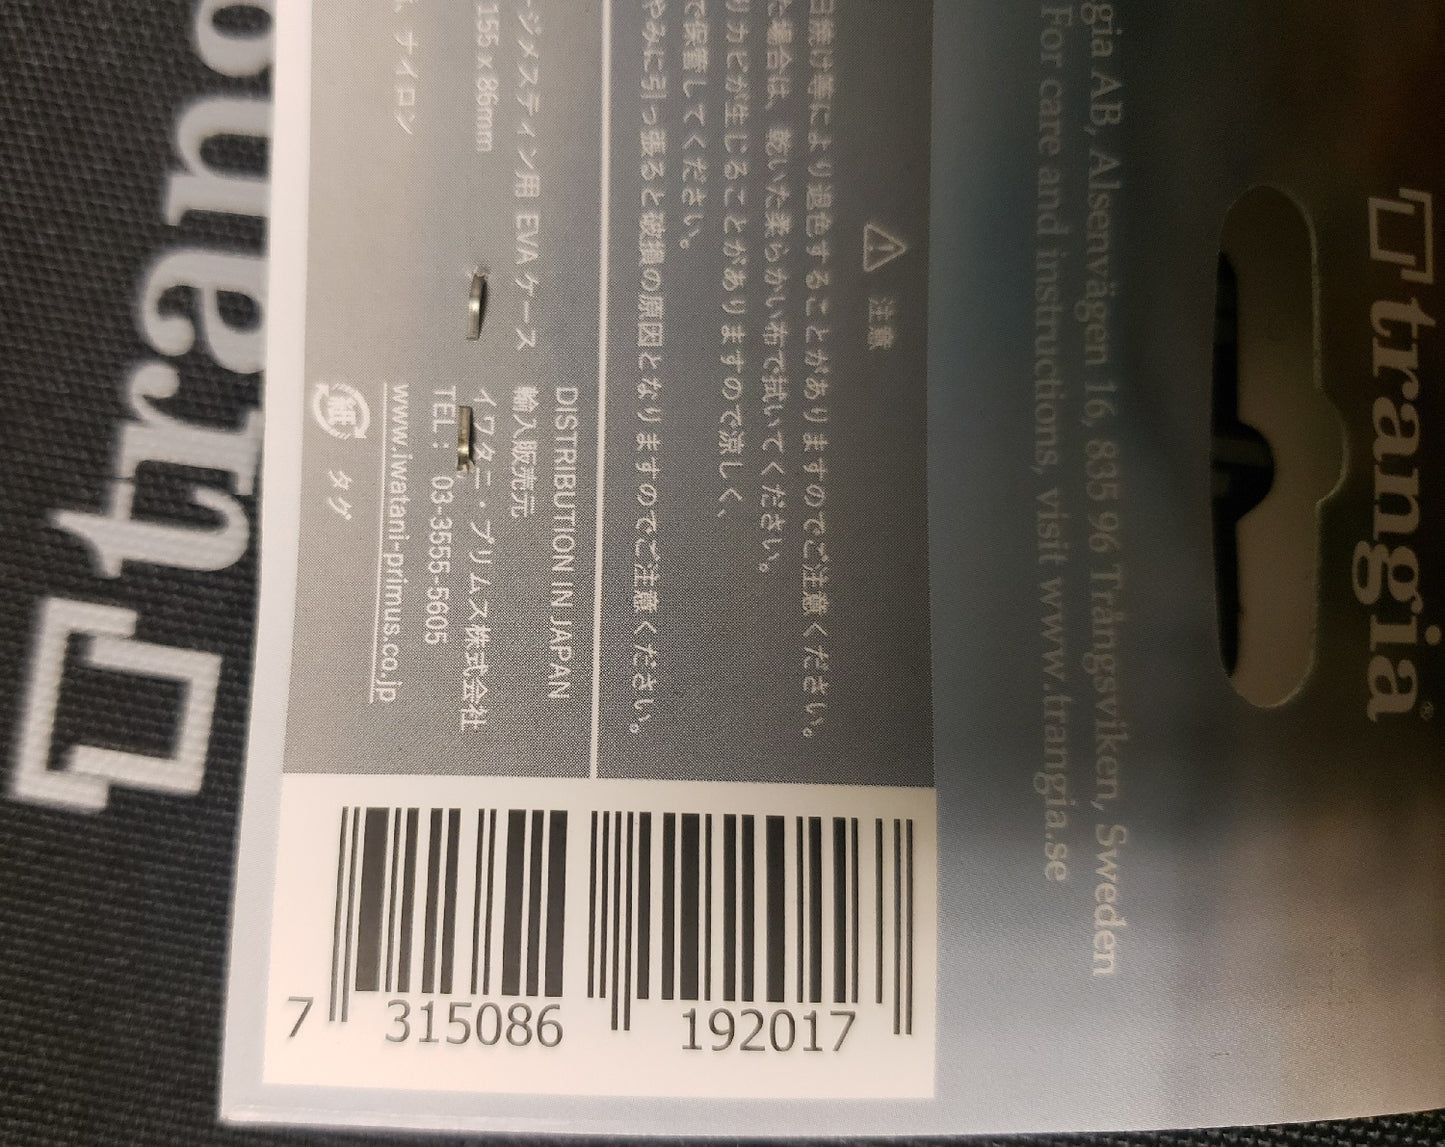 trang
trangia
gia AB, Alsenvägen 16, 835 96 Trångsviken, Sweden
For care and instructions, visit www.trangia.se
注意
日焼け等により退色することがありますのでご注意ください。
た場合は、乾いた柔らかい布で拭いてください。
りカビが生じることがありますので涼しく、
で保管してください。
やみに引っ張ると破損の原因となりますのでご注意ください。
ージメスティン用 EVA ケース
155 x 86mm
ナイロン
DISTRIBUTION IN JAPAN
輸入販売元
イワタニ・プリムス株式会社
TEL : 03-3555-5605
www.iwatani-primus.co.jp
紙 タグ
7 315086 192017